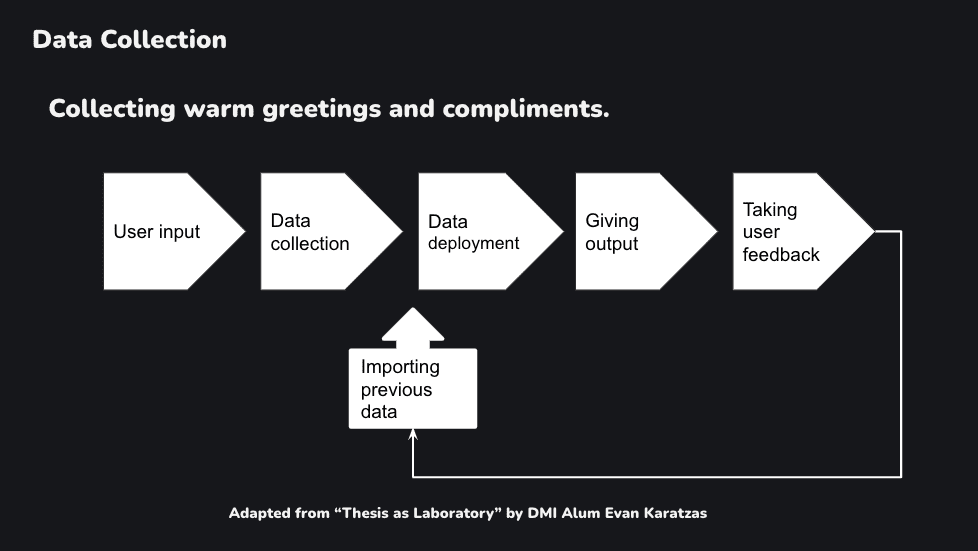 Data Collection
Collecting warm greetings and compliments.
User input
Data
collection
Data
deployment
Giving
output
Taking
user
feedback
Importing
previous
data
Adapted from “Thesis as Laboratory” by DMI Alum Evan Karatzas